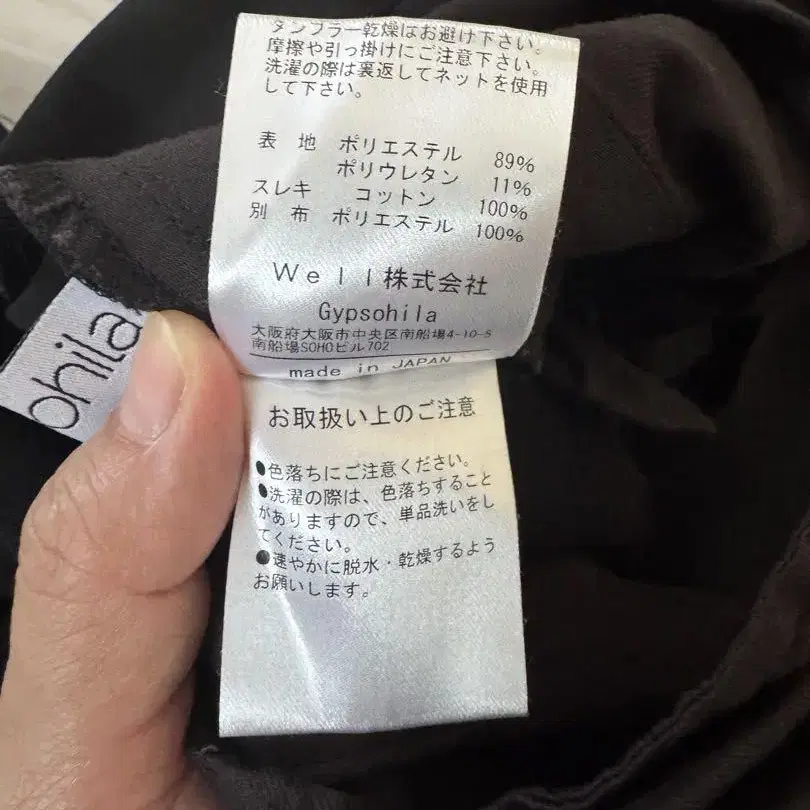 タンブラー乾燥はお避け下さい。
摩擦や引っ掛けにご注意下さい。
洗濯の際は裏返してネットを使用
して下さい。
表 地 ポリエステル 89%
ポリウレタン 11%
スレキ コットン 100%
別 布 ポリエステル 100%
Well株式会社
Gypsohila
大阪府大阪市中央区南船場4-10-5
南船場SOHOビル702
made in JAPAN
ohila
お取扱い上のご注意
●色落ちにご注意ください。
●洗濯の際は、色落ちすること
がありますので、単品洗いをし
てください。
●速やかに脱水・乾燥するよう
お願いします。